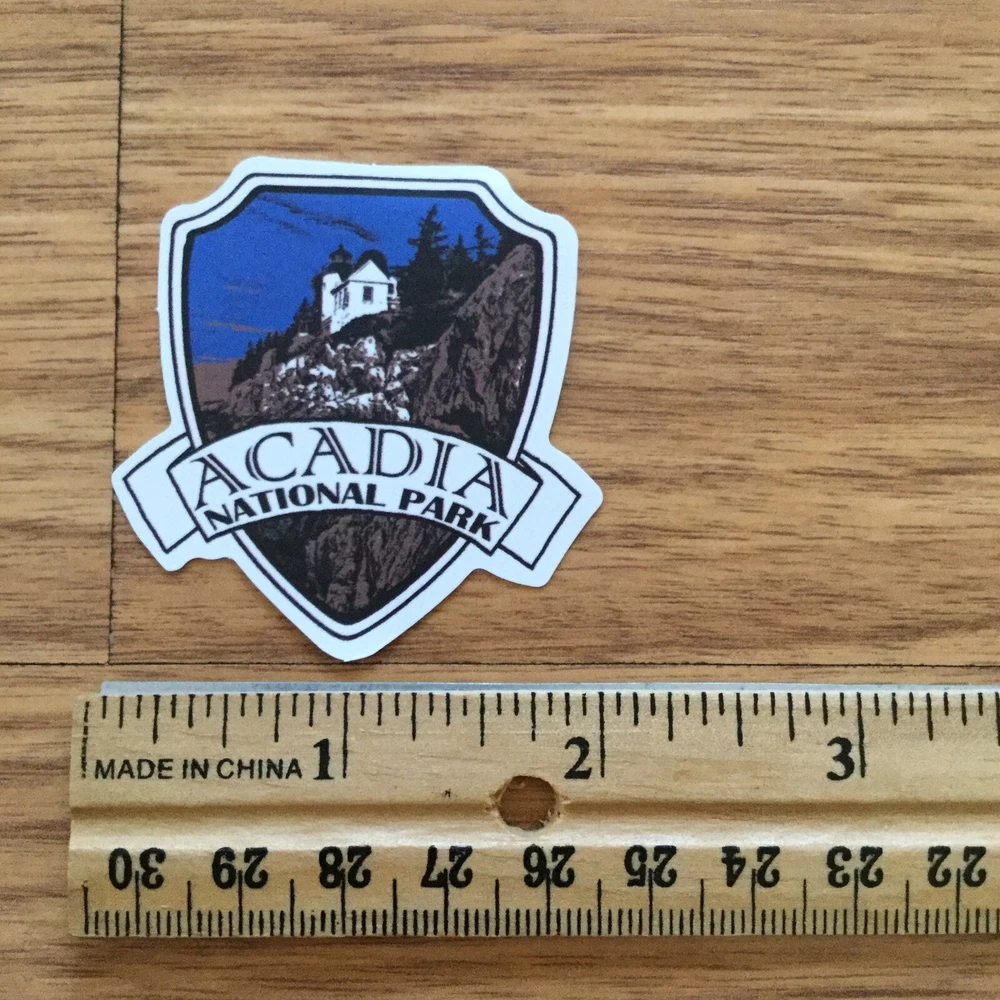 ACADIA
NATIONAL PARK
1 2 3
MADE IN CHINA
30 29 28 27 26 25 24 23 22